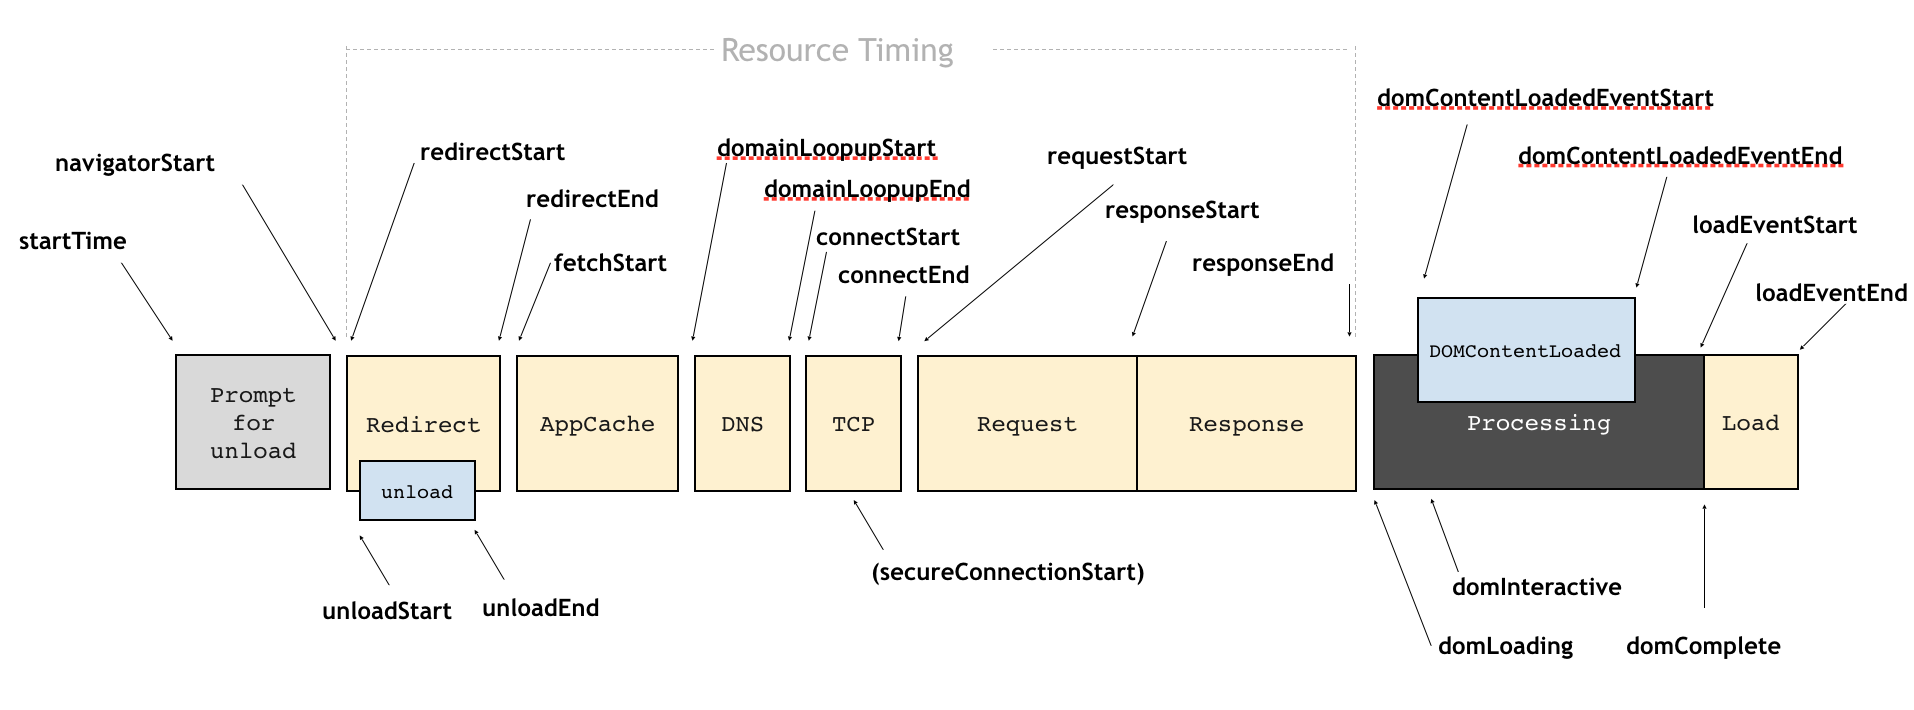 Resource Timing
domContentLoadedEventStart
domContentLoadedEventEnd
navigatorStart
redirectStart
domainLoopupStart
requestStart
redirectEnd
domainLoopupEnd
responseStart
startTime
connectStart
loadEventStart
fetchStart
connectEnd
responseEnd
loadEventEnd
Prompt
for
unload
Redirect
unload
AppCache
DNS
TCP
Request
Response
DOMContentLoaded
Processing
Load
(secureConnectionStart)
unloadStart
unloadEnd
domInteractive
domLoading
domComplete